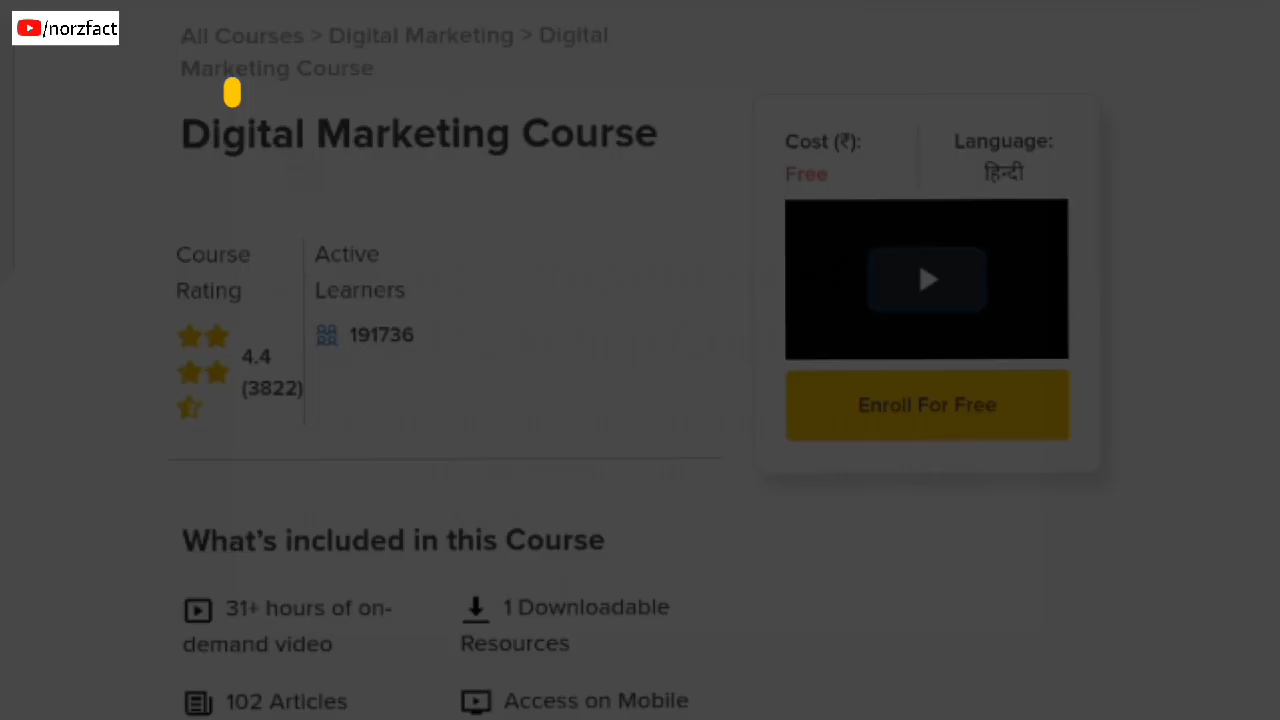 /norzfact
All Courses > Digital Marketing > Digital
Marketing Course
Digital Marketing Course
Cost (₹):
Free
Language:
हिन्दी
Course
Rating
4.4
(3822)
Active
Learners
191736
Enroll For Free
What's included in this Course
31+ hours of on-
demand video
1 Downloadable
Resources
102 Articles
Access on Mobile